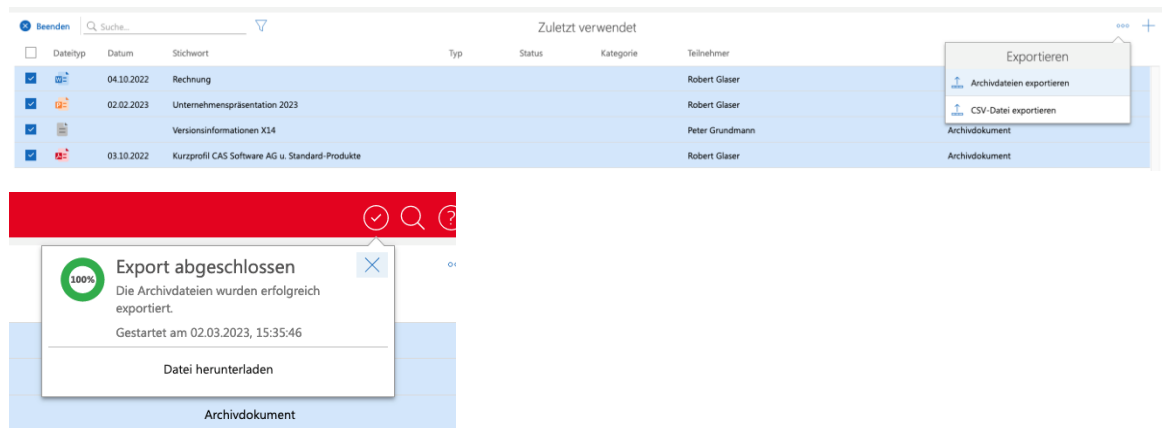 Beenden Suche... Zuletzt verwendet
Dateityp Datum Stichwort Typ Status Kategorie Teilnehmer
Exportieren
04.10.2022 Rechnung Robert Glaser
Archivdateien exportieren
02.02.2023 Unternehmenspräsentation 2023 Robert Glaser
CSV-Datei exportieren
Versionsinformationen X14 Peter Grundmann Archivdokument
03.10.2022 Kurzprofil CAS Software AG u. Standard-Produkte Robert Glaser Archivdokument
?
100% Export abgeschlossen
Die Archivdateien wurden erfolgreich
exportiert.
Gestartet am 02.03.2023, 15:35:46
Datei herunterladen
Archivdokument